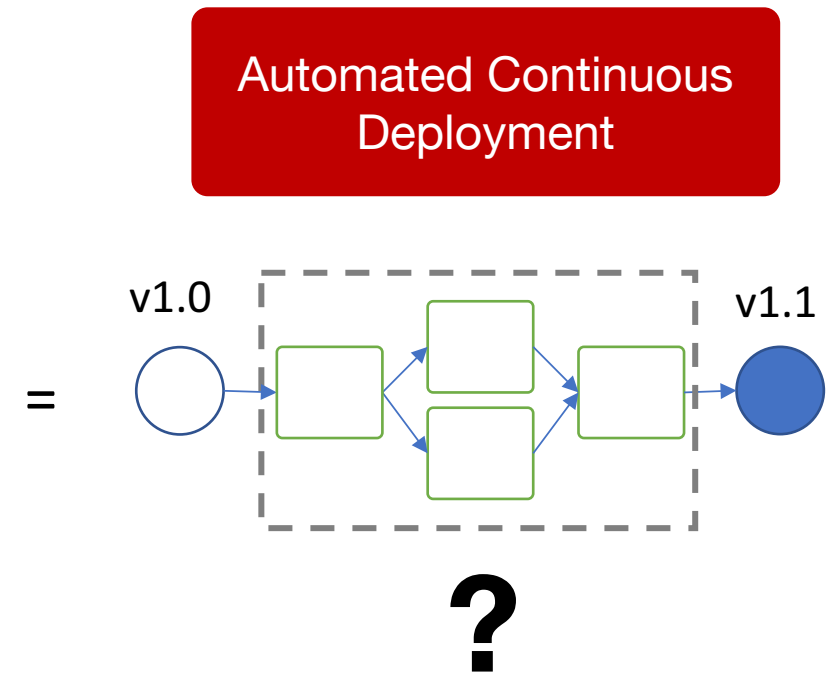 Automated Continuous
Deployment
v1.0
v1.1
=
?